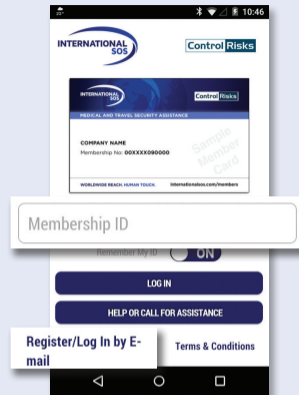 22° 10:46
INTERNATIONAL SOS Control Risks
INTERNATIONAL SOS Control Risks
MEDICAL AND TRAVEL SECURITY ASSISTANCE
COMPANY NAME
Membership No: 00XXXX090000
Sample
Member
Card
WORLDWIDE REACH. HUMAN TOUCH. internationalsos.com/members
Membership ID
Remember My ID ON
LOG IN
HELP OR CALL FOR ASSISTANCE
Register/Log In by E-
mail
Terms & Conditions